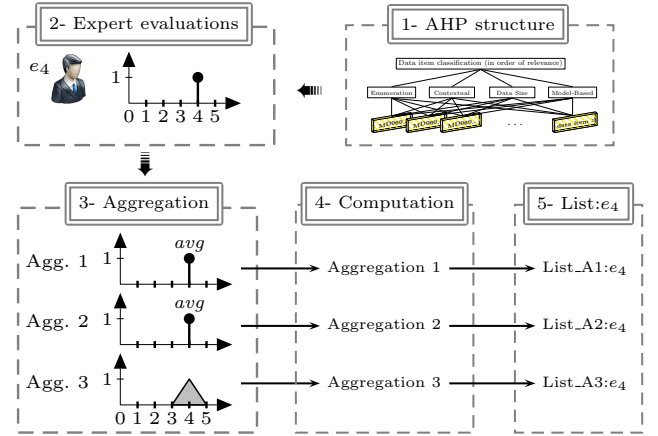 2- Expert evaluations
1- AHP structure
e4
1
0 1 2 3 4 5
Data item classification (in order of relevance)
Enumeration Contextual Data Size Model-Based
MD060 MD060 MD060 ... data item
3- Aggregation
4- Computation
5- List:e4
avg
Agg. 1 1 Aggregation 1 List_A1:e4
avg
Agg. 2 1 Aggregation 2 List_A2:e4
Agg. 3 1 Aggregation 3 List_A3:e4
0 1 2 3 4 5